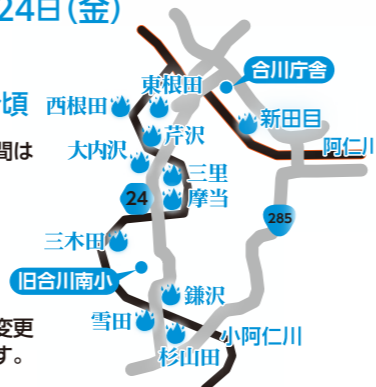 24日(金)
頃
間は
東根田
西根田
合川庁舎
新田目
芹沢
大内沢
阿仁川
三里
24
摩当
285
三木田
旧合川南小
鎌沢
雪田
変更
小阿仁川
す。
杉山田